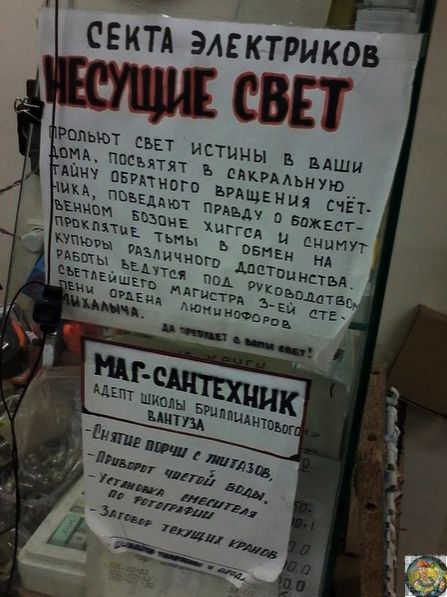 СЕКТА ЭЛЕКТРИКОВ
НЕСУЩИЕ СВЕТ
ПРОЛЬЮТ СВЕТ ИСТИНЫ В ВАШИ
ДОМА, ПОСВЯТЯТ В САКРАЛЬНУЮ
ТАЙНУ ОБРАТНОГО ВРАЩЕНИЯ СЧЁТ-
ЧИКА, ПОВЕДАЮТ ПРАВДУ О БОЖЕСТ-
ВЕННОМ БОЗОНЕ ХИГГСА И СНИМУТ
ПРОКЛЯТИЕ ТЬМЫ В ОБМЕН НА
КУПЮРЫ РАЗЛИЧНОГО ДОСТОИНСТВА.
РАБОТЫ ВЕДУТСЯ ПОД РУКОВОДСТВОМ
СВЕТЛЕЙШЕГО МАГИСТРА 3-ЕЙ СТЕ-
ПЕНИ ОРДЕНА ЛЮМИНОФОРОВ
МИХАЛЫЧА.
ДА ПРЕБУДЕТ С ВАМИ СВЕТ!
МАГ-САНТЕХНИК
АДЕПТ ШКОЛЫ БРИЛЛИАНТОВОГО
ВАНТУЗА
-СНЯТИЕ ПОРЧИ С УНИТАЗОВ,
-ПРИВОРОТ ЧИСТОЙ ВОДЫ,
-УСТАНОВКА СМЕСИТЕЛЯ
ПО ФОТОГРАФИИ
-ЗАГОВОР ТЕКУЩИХ КРАНОВ